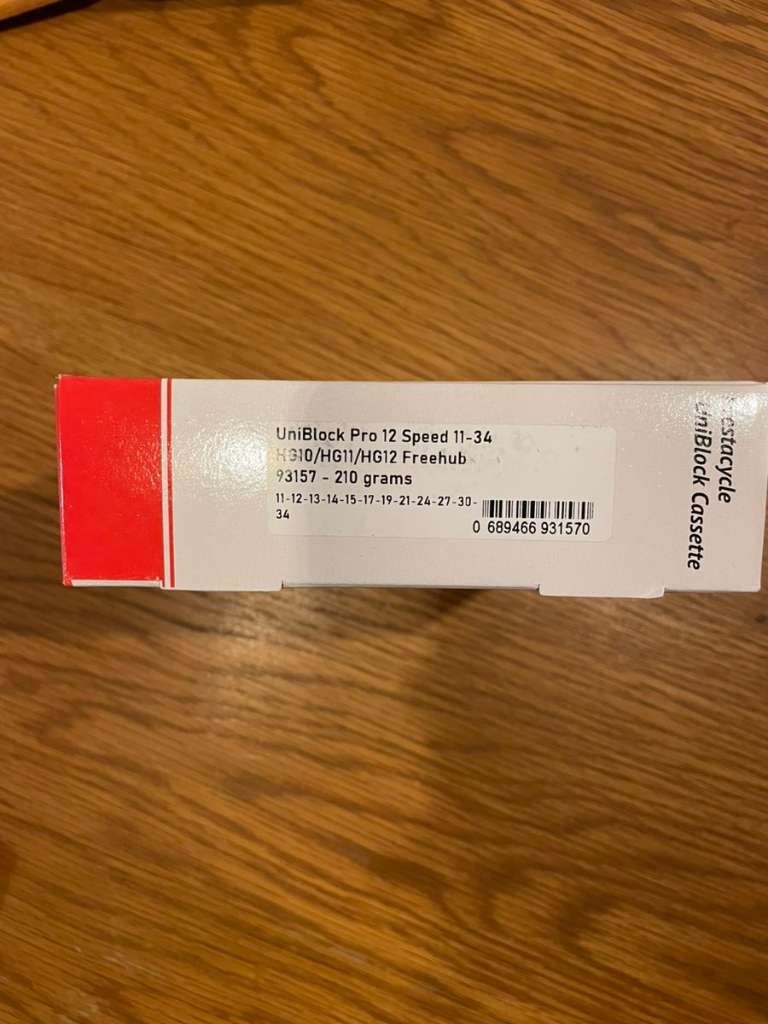 UniBlock Pro 12 Speed 11-34
HG10/HG11/HG12 Freehub
93157 - 210 grams
11-12-13-14-15-17-19-21-24-27-30-
34
0 689466 931570
UniBlock Cassette